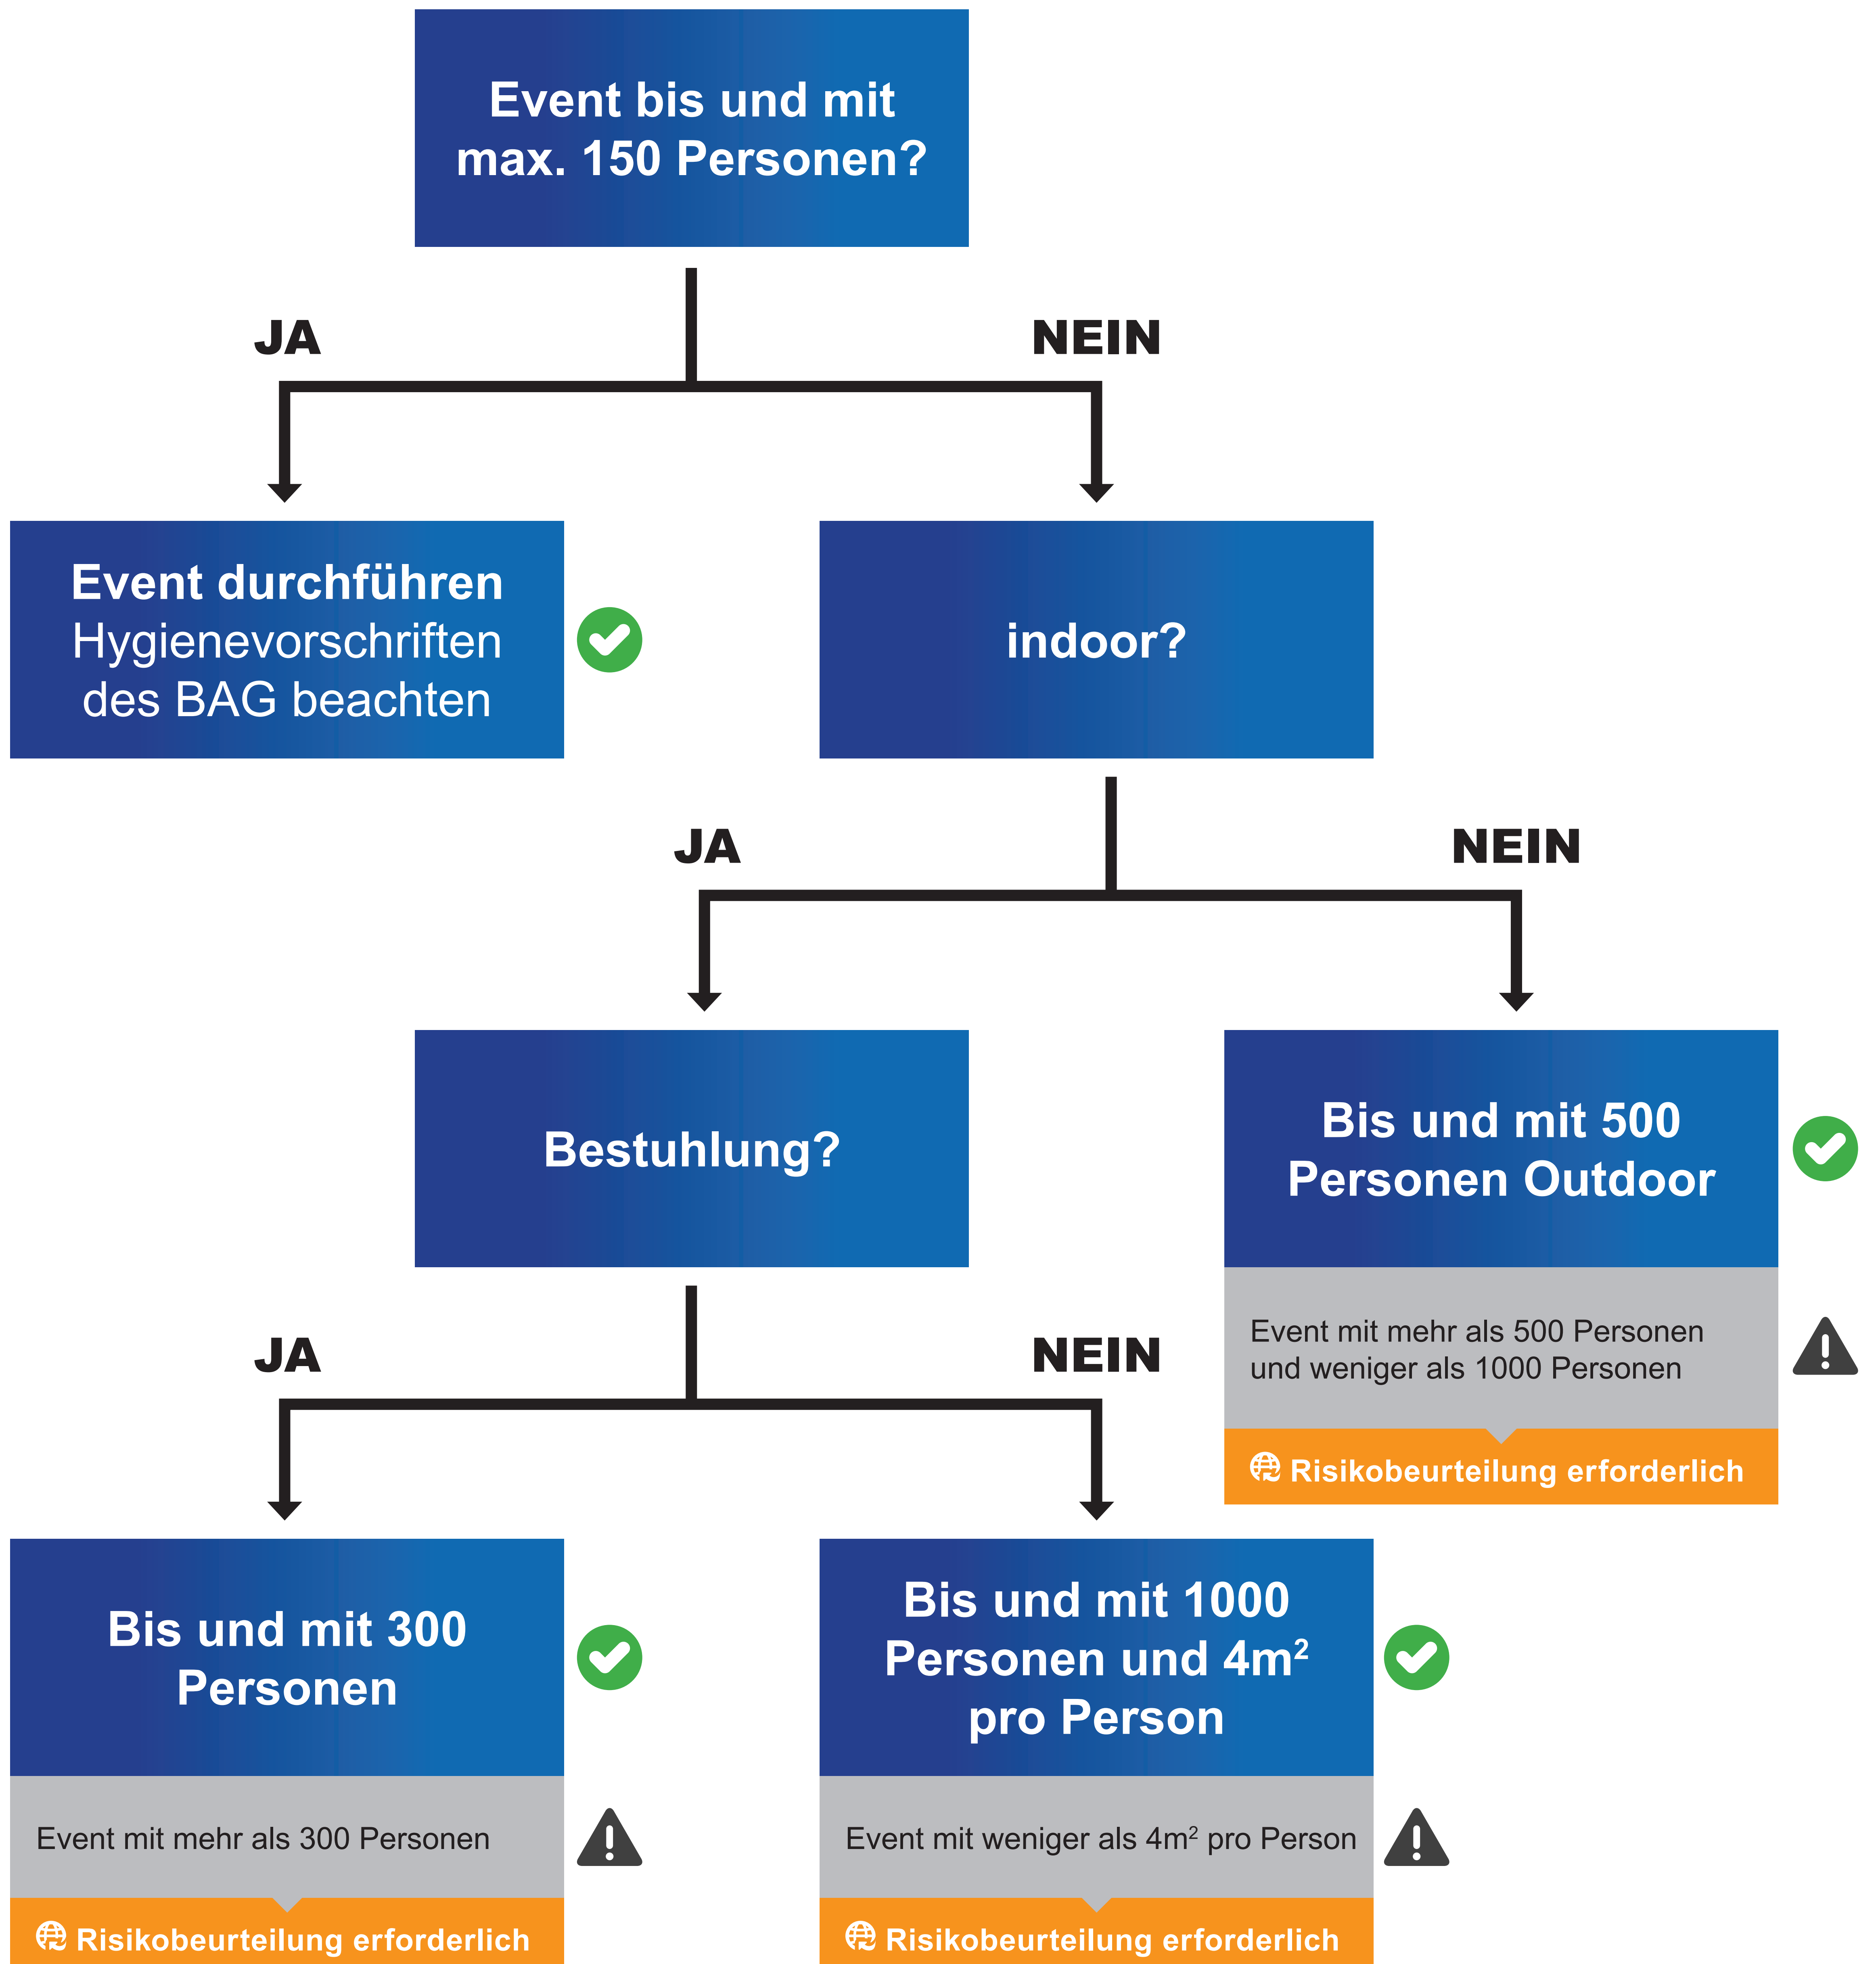 Event bis und mit
max. 150 Personen?
JA
NEIN
Event durchführen
Hygienevorschriften
des BAG beachten
indoor?
JA
NEIN
Bestuhlung?
Bis und mit 500
Personen Outdoor
Event mit mehr als 500 Personen
und weniger als 1000 Personen
Risikobeurteilung erforderlich
JA
NEIN
Bis und mit 300
Personen
Event mit mehr als 300 Personen
Risikobeurteilung erforderlich
Bis und mit 1000
Personen und 4m²
pro Person
Event mit weniger als 4m² pro Person
Risikobeurteilung erforderlich